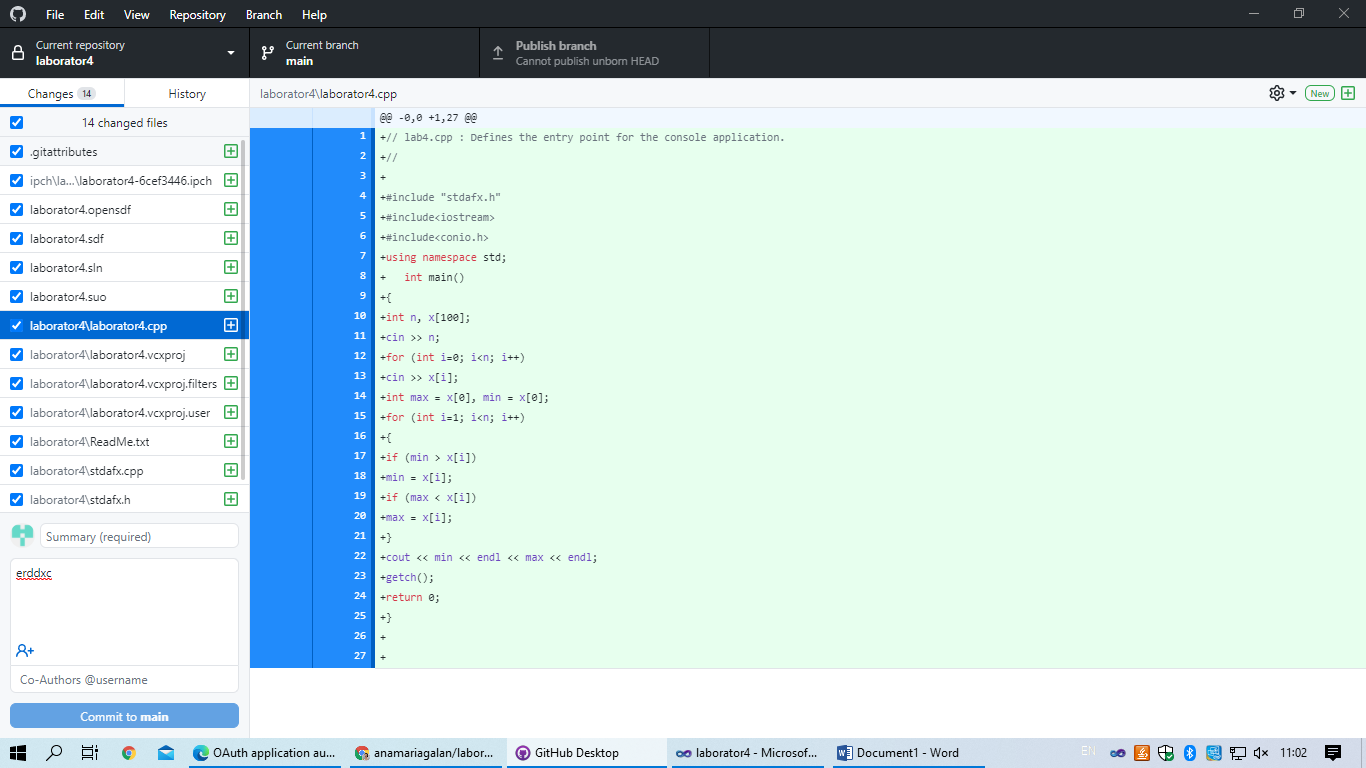 File Edit View Repository Branch Help
Current repository
laborator4
Current branch
main
Publish branch
Cannot publish unborn HEAD
Changes 14
History
14 changed files
.gitattributes
ipch\la...\laborator4-6cef3446.ipch
laborator4.opensdf
laborator4.sdf
laborator4.sln
laborator4.suo
laborator4\laborator4.cpp
laborator4\laborator4.vcxproj
laborator4\laborator4.vcxproj.filters
laborator4\laborator4.vcxproj.user
laborator4\ReadMe.txt
laborator4\stdafx.cpp
laborator4\stdafx.h
Summary (required)
erddxc
Co-Authors @username
Commit to main
laborator4\laborator4.cpp
New
@@ -0,0 +1,27 @@
1 +// lab4.cpp : Defines the entry point for the console application.
2 +//
3 +
4 +#include "stdafx.h"
5 +#include<iostream>
6 +#include<conio.h>
7 +using namespace std;
8 +   int main()
9 +{
10 +int n, x[100];
11 +cin >> n;
12 +for (int i=0; i<n; i++)
13 +cin >> x[i];
14 +int max = x[0], min = x[0];
15 +for (int i=1; i<n; i++)
16 +{
17 +if (min > x[i])
18 +min = x[i];
19 +if (max < x[i])
20 +max = x[i];
21 +}
22 +cout << min << endl << max << endl;
23 +getch();
24 +return 0;
25 +}
26 +
27 +
OAuth application au...
anamariagalan/labor...
GitHub Desktop
laborator4 - Microsof...
Document1 - Word
EN
11:02